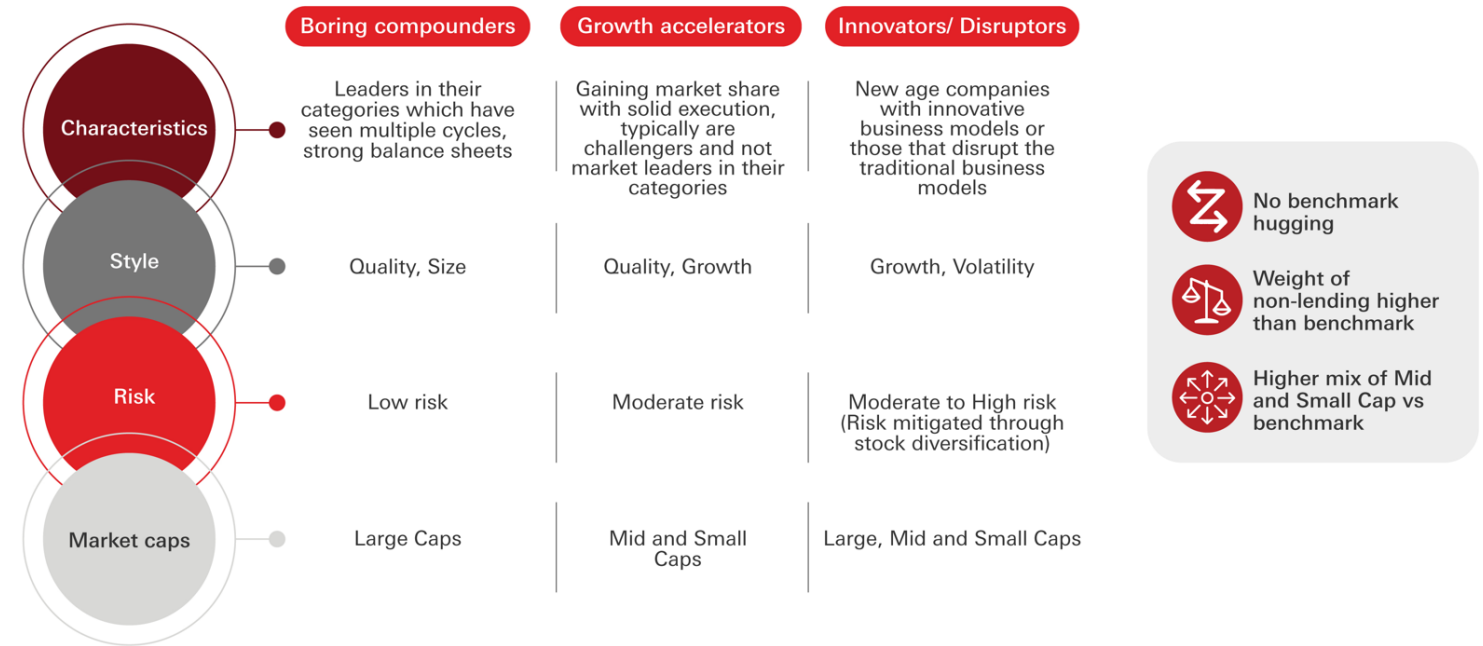 Boring compounders
Growth accelerators
Innovators/ Disruptors
Characteristics
Leaders in their
categories which have
seen multiple cycles,
strong balance sheets
Gaining market share
with solid execution,
typically are
challengers and not
market leaders in their
categories
New age companies
with innovative
business models or
those that disrupt the
traditional business
models
Style
Quality, Size
Quality, Growth
Growth, Volatility
Risk
Low risk
Moderate risk
Moderate to High risk
(Risk mitigated through
stock diversification)
Market caps
Large Caps
Mid and Small
Caps
Large, Mid and Small Caps
No benchmark
hugging
Weight of
non-lending higher
than benchmark
Higher mix of Mid
and Small Cap vs
benchmark